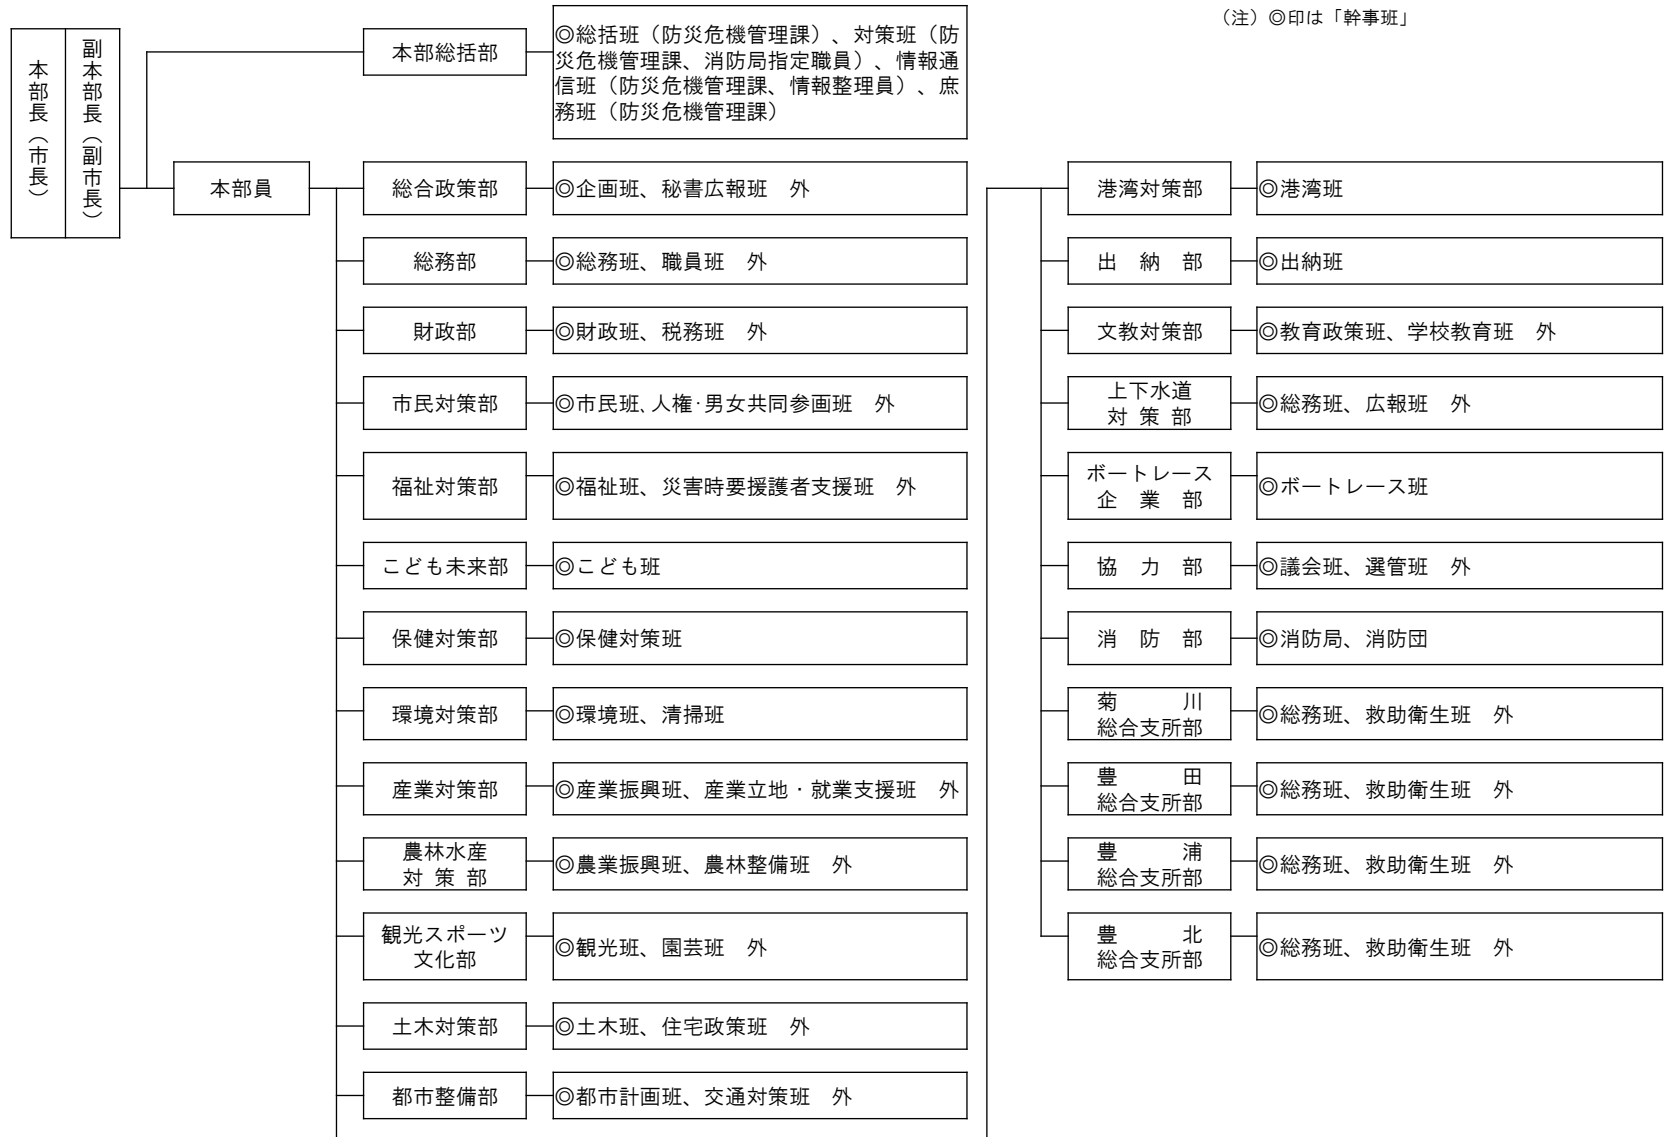 (注)◎印は「幹事班」
本部長(市長)
副本部長(副市長)
本部総括部
◎総括班(防災危機管理課)、対策班(防
災危機管理課、消防局指定職員)、情報通
信班(防災危機管理課、情報整理員)、庶
務班(防災危機管理課)
本部員
総合政策部
◎企画班、秘書広報班 外
総務部
◎総務班、職員班 外
財政部
◎財政班、税務班 外
市民対策部
◎市民班、人権・男女共同参画班 外
福祉対策部
◎福祉班、災害時要援護者支援班 外
こども未来部
◎こども班
保健対策部
◎保健対策班
環境対策部
◎環境班、清掃班
産業対策部
◎産業振興班、産業立地・就業支援班 外
農林水産
対 策 部
◎農業振興班、農林整備班 外
観光スポーツ
文化部
◎観光班、園芸班 外
土木対策部
◎土木班、住宅政策班 外
都市整備部
◎都市計画班、交通対策班 外
港湾対策部
◎港湾班
出 納 部
◎出納班
文教対策部
◎教育政策班、学校教育班 外
上下水道
対 策 部
◎総務班、広報班 外
ボートレース
企 業 部
◎ボートレース班
協 力 部
◎議会班、選管班 外
消 防 部
◎消防局、消防団
菊 川
総合支所部
◎総務班、救助衛生班 外
豊 田
総合支所部
◎総務班、救助衛生班 外
豊 浦
総合支所部
◎総務班、救助衛生班 外
豊 北
総合支所部
◎総務班、救助衛生班 外